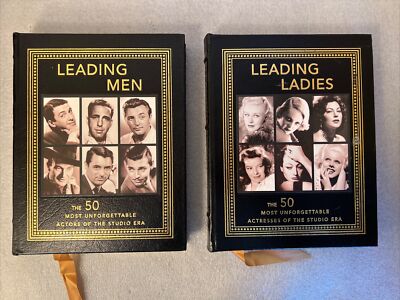 LEADING
MEN
THE 50
MOST UNFORGETTABLE
ACTORS OF THE STUDIO ERA
LEADING
LADIES
THE 50
MOST UNFORGETTABLE
ACTRESSES OF THE STUDIO ERA